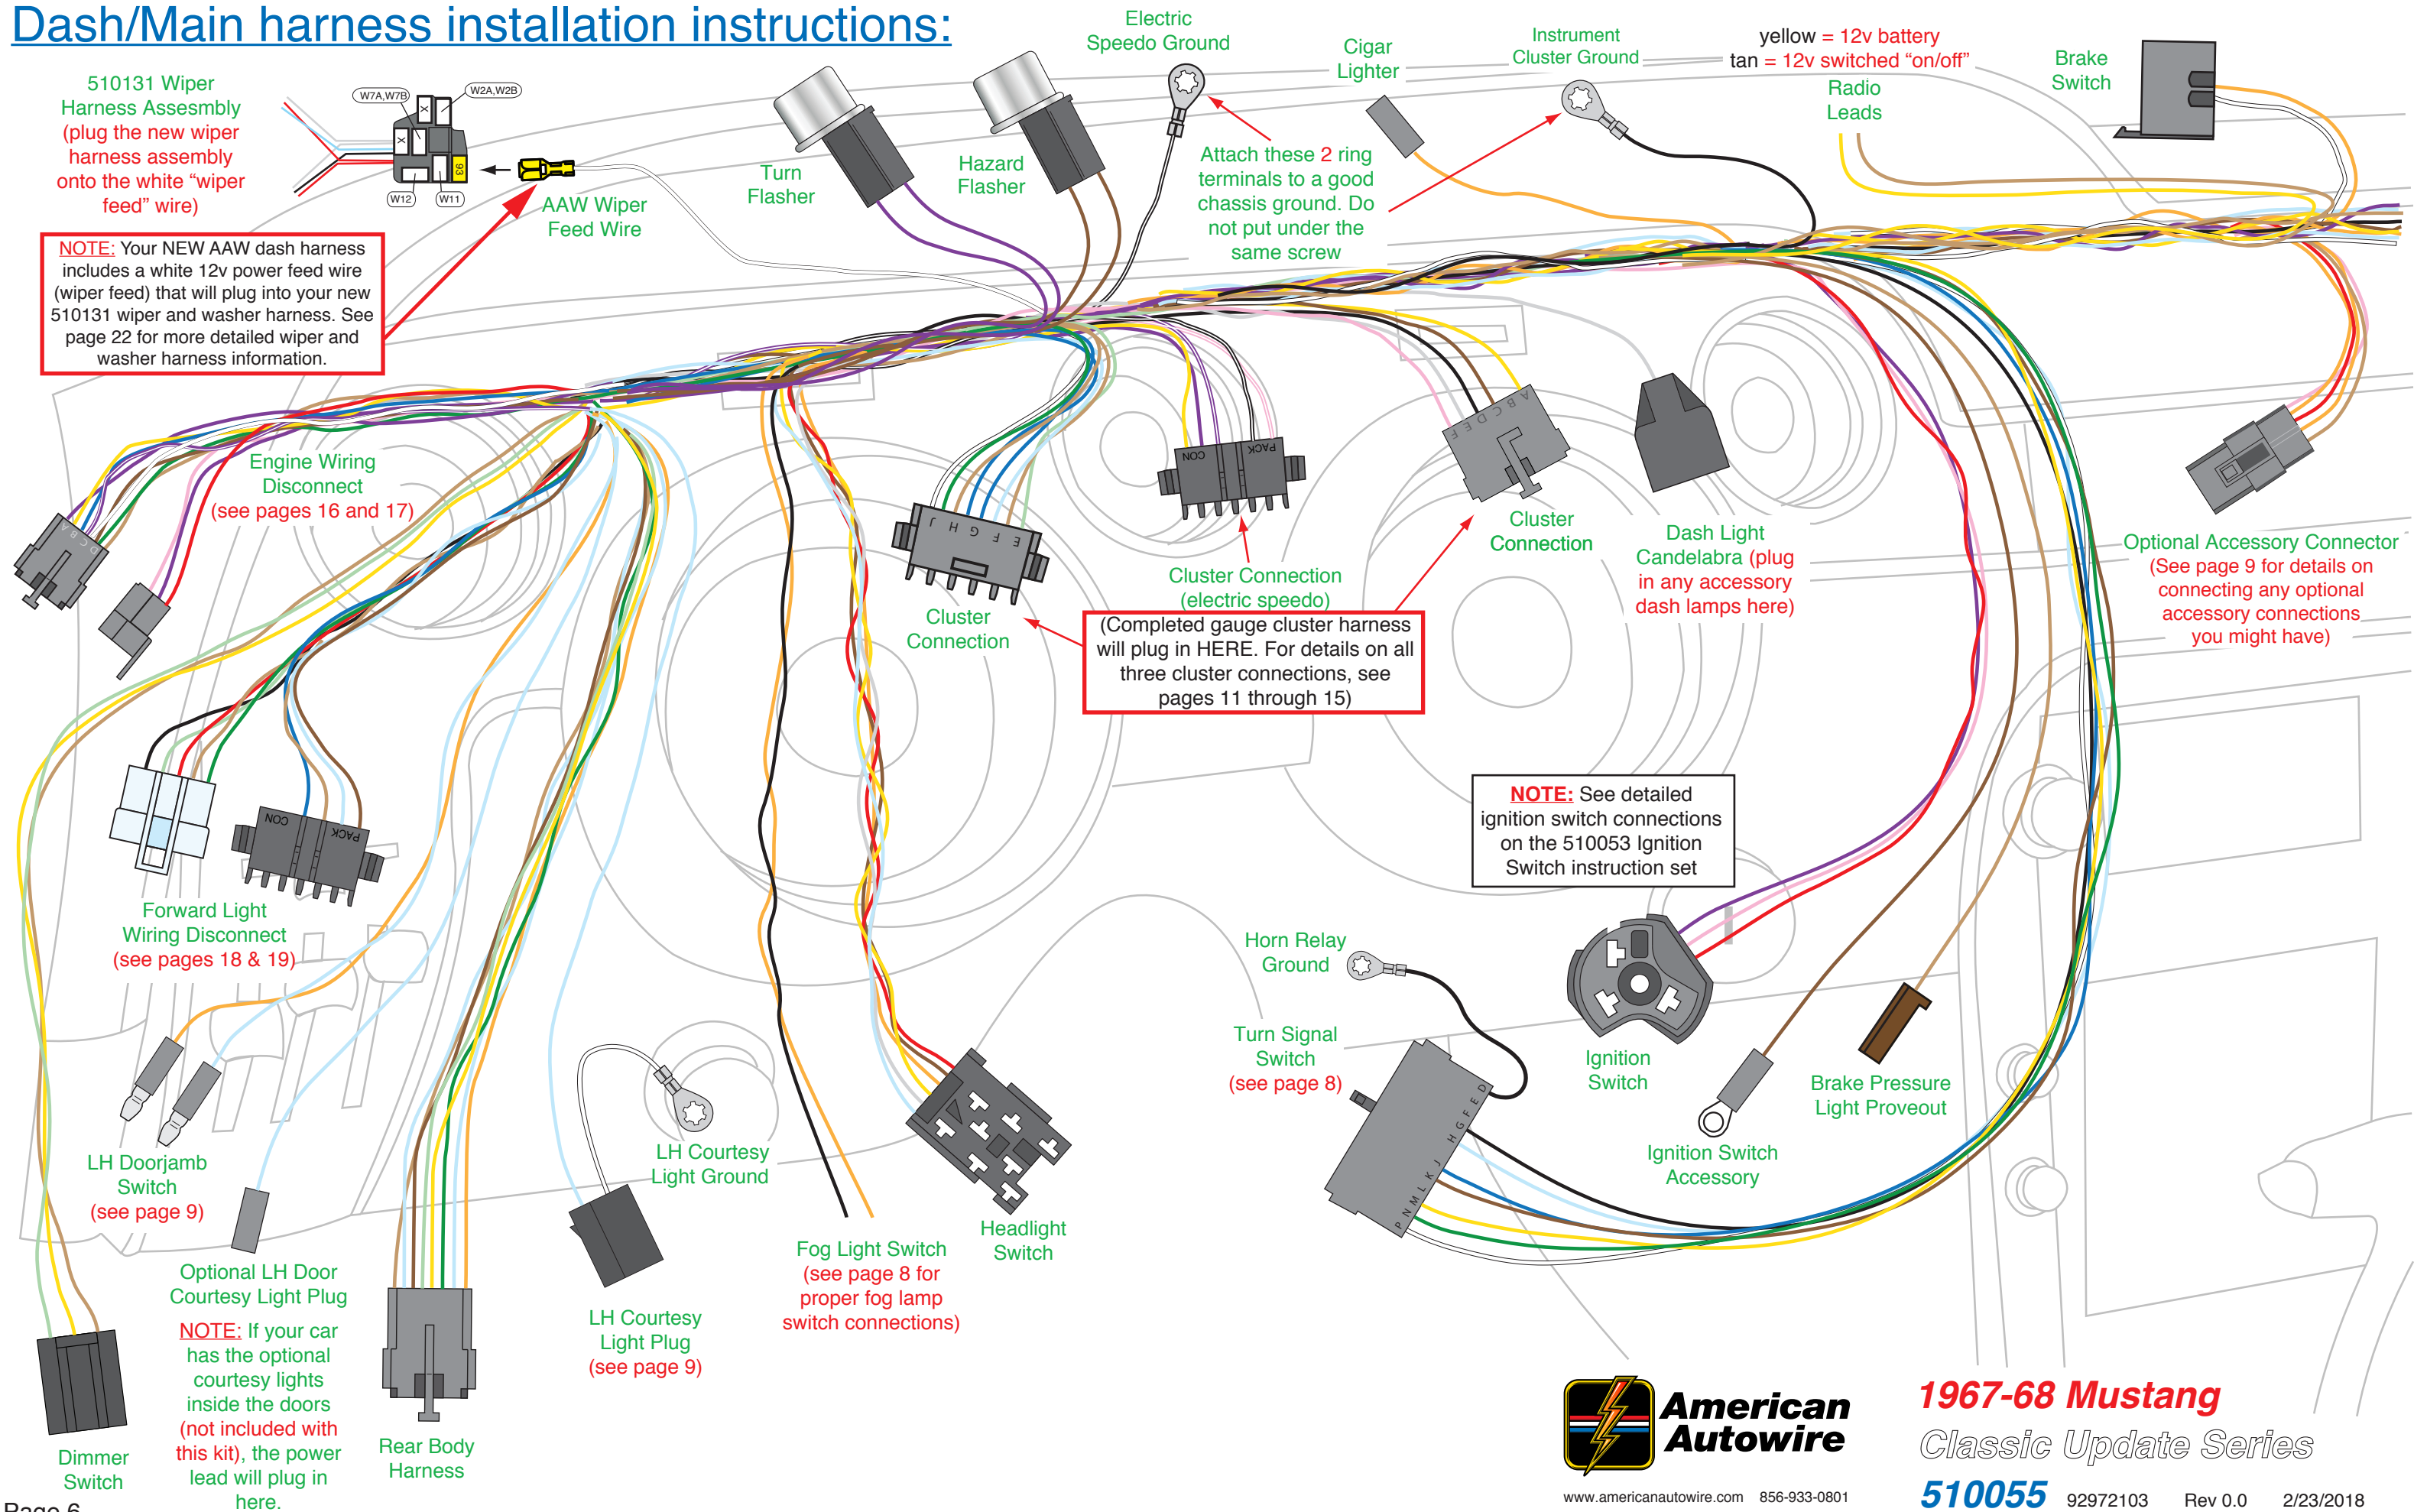 Dash/Main harness installation instructions:
510131 Wiper
Harness Assesmbly
(plug the new wiper
harness assembly
onto the white “wiper
feed” wire)
W7A,W7B
W2A,W2B
X
X
93
W12
W11
AAW Wiper
Feed Wire
NOTE: Your NEW AAW dash harness
includes a white 12v power feed wire
(wiper feed) that will plug into your new
510131 wiper and washer harness. See
page 22 for more detailed wiper and
washer harness information.
Turn
Flasher
Hazard
Flasher
Electric
Speedo Ground
Attach these 2 ring
terminals to a good
chassis ground. Do
not put under the
same screw
Cigar
Lighter
Instrument
Cluster Ground
yellow = 12v battery
tan = 12v switched “on/off”
Radio
Leads
Brake
Switch
Engine Wiring
Disconnect
(see pages 16 and 17)
A B C D
J H G F E
Cluster
Connection
CON
PACK
Cluster Connection
(electric speedo)
(Completed gauge cluster harness
will plug in HERE. For details on all
three cluster connections, see
pages 11 through 15)
F E D C B A
Cluster
Connection
Dash Light
Candelabra (plug
in any accessory
dash lamps here)
Optional Accessory Connector
(See page 9 for details on
connecting any optional
accessory connections
you might have)
CON
PACK
Forward Light
Wiring Disconnect
(see pages 18 & 19)
NOTE: See detailed
ignition switch connections
on the 510053 Ignition
Switch instruction set
Horn Relay
Ground
Turn Signal
Switch
(see page 8)
P N M L K J H G F E D
Ignition
Switch
Ignition Switch
Accessory
Brake Pressure
Light Proveout
LH Doorjamb
Switch
(see page 9)
LH Courtesy
Light Ground
Headlight
Switch
Fog Light Switch
(see page 8 for
proper fog lamp
switch connections)
LH Courtesy
Light Plug
(see page 9)
Optional LH Door
Courtesy Light Plug
NOTE: If your car
has the optional
courtesy lights
inside the doors
(not included with
this kit), the power
lead will plug in
here.
Rear Body
Harness
Dimmer
Switch
Page 6
American
Autowire
www.americanautowire.com 856-933-0801
1967-68 Mustang
Classic Update Series
510055 92972103 Rev 0.0 2/23/2018